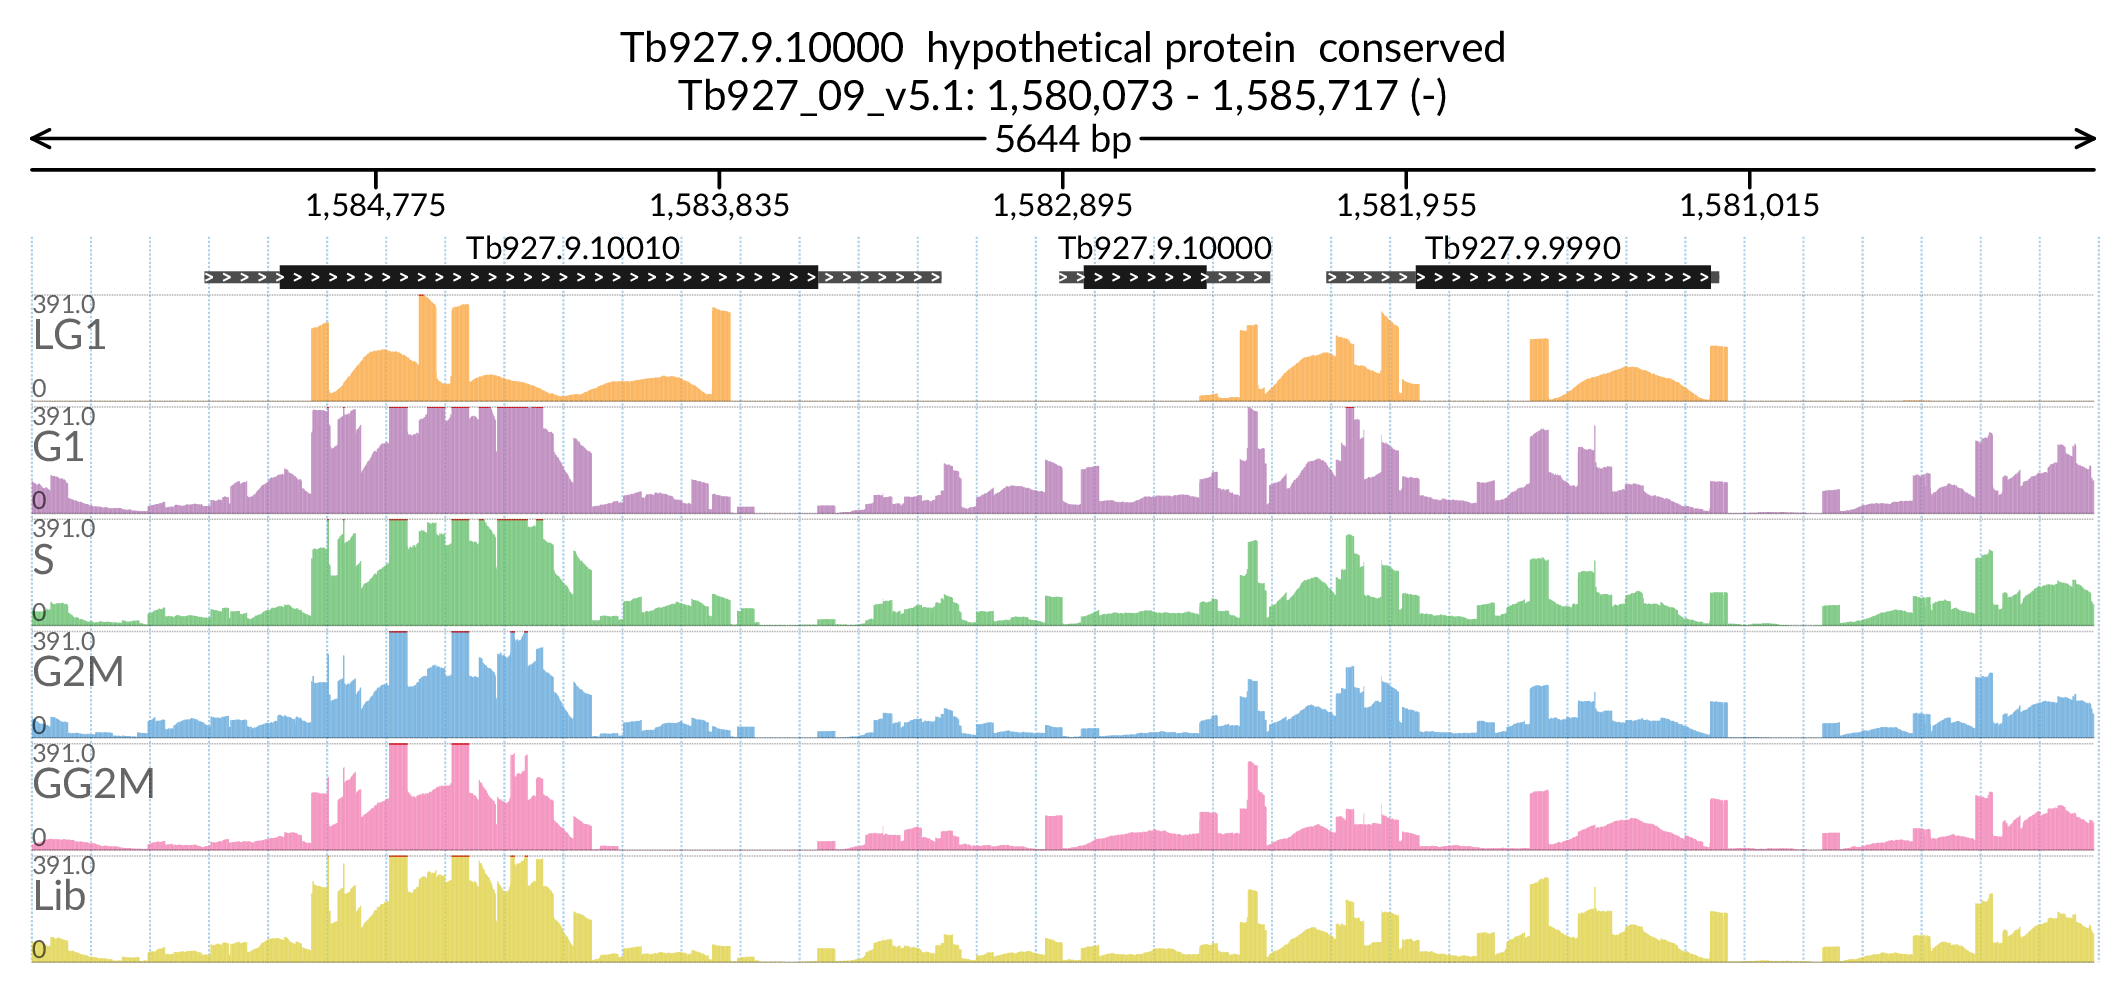 Tb927.9.10000  hypothetical protein  conserved
Tb927_09_v5.1: 1,580,073 - 1,585,717 (-)
5644 bp
1,584,775 1,583,835 1,582,895 1,581,955 1,581,015
Tb927.9.10010 Tb927.9.10000 Tb927.9.9990
391.0
LG1
0
391.0
G1
0
391.0
S
0
391.0
G2M
0
391.0
GG2M
0
391.0
Lib
0